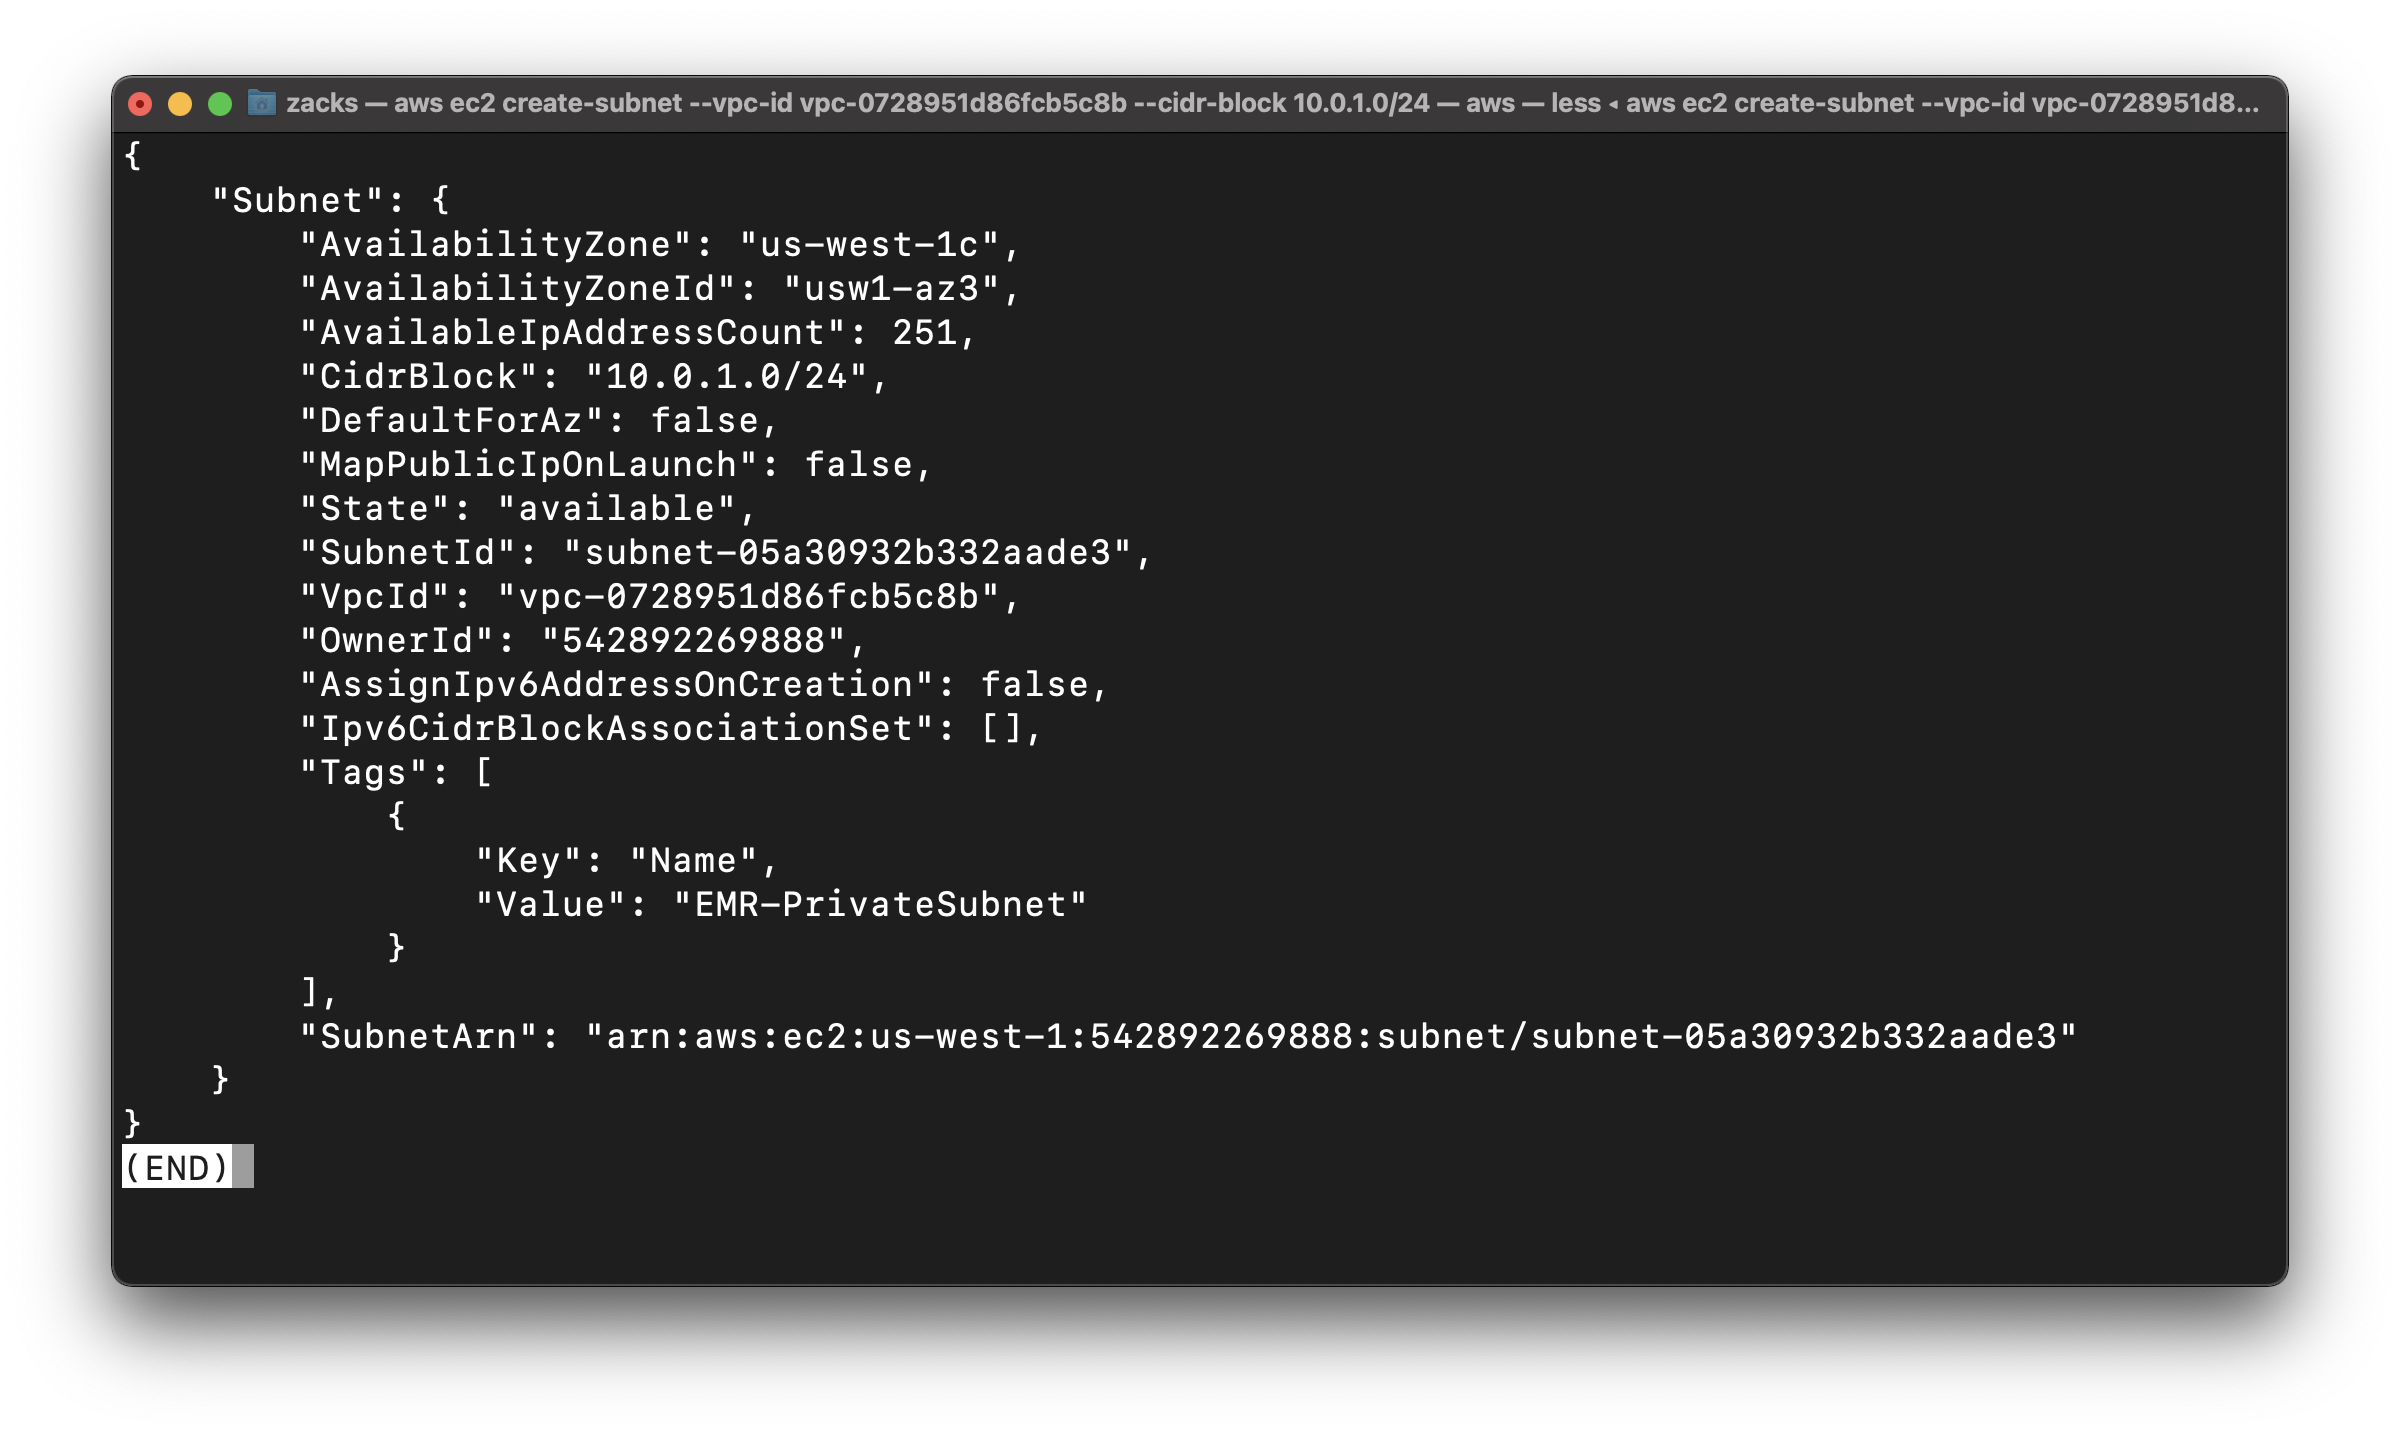 zacks — aws ec2 create-subnet --vpc-id vpc-0728951d86fcb5c8b --cidr-block 10.0.1.0/24 — aws — less ◂ aws ec2 create-subnet --vpc-id vpc-0728951d8...
{
    "Subnet": {
        "AvailabilityZone": "us-west-1c",
        "AvailabilityZoneId": "usw1-az3",
        "AvailableIpAddressCount": 251,
        "CidrBlock": "10.0.1.0/24",
        "DefaultForAz": false,
        "MapPublicIpOnLaunch": false,
        "State": "available",
        "SubnetId": "subnet-05a30932b332aade3",
        "VpcId": "vpc-0728951d86fcb5c8b",
        "OwnerId": "542892269888",
        "AssignIpv6AddressOnCreation": false,
        "Ipv6CidrBlockAssociationSet": [],
        "Tags": [
            {
                "Key": "Name",
                "Value": "EMR-PrivateSubnet"
            }
        ],
        "SubnetArn": "arn:aws:ec2:us-west-1:542892269888:subnet/subnet-05a30932b332aade3"
    }
}
(END)